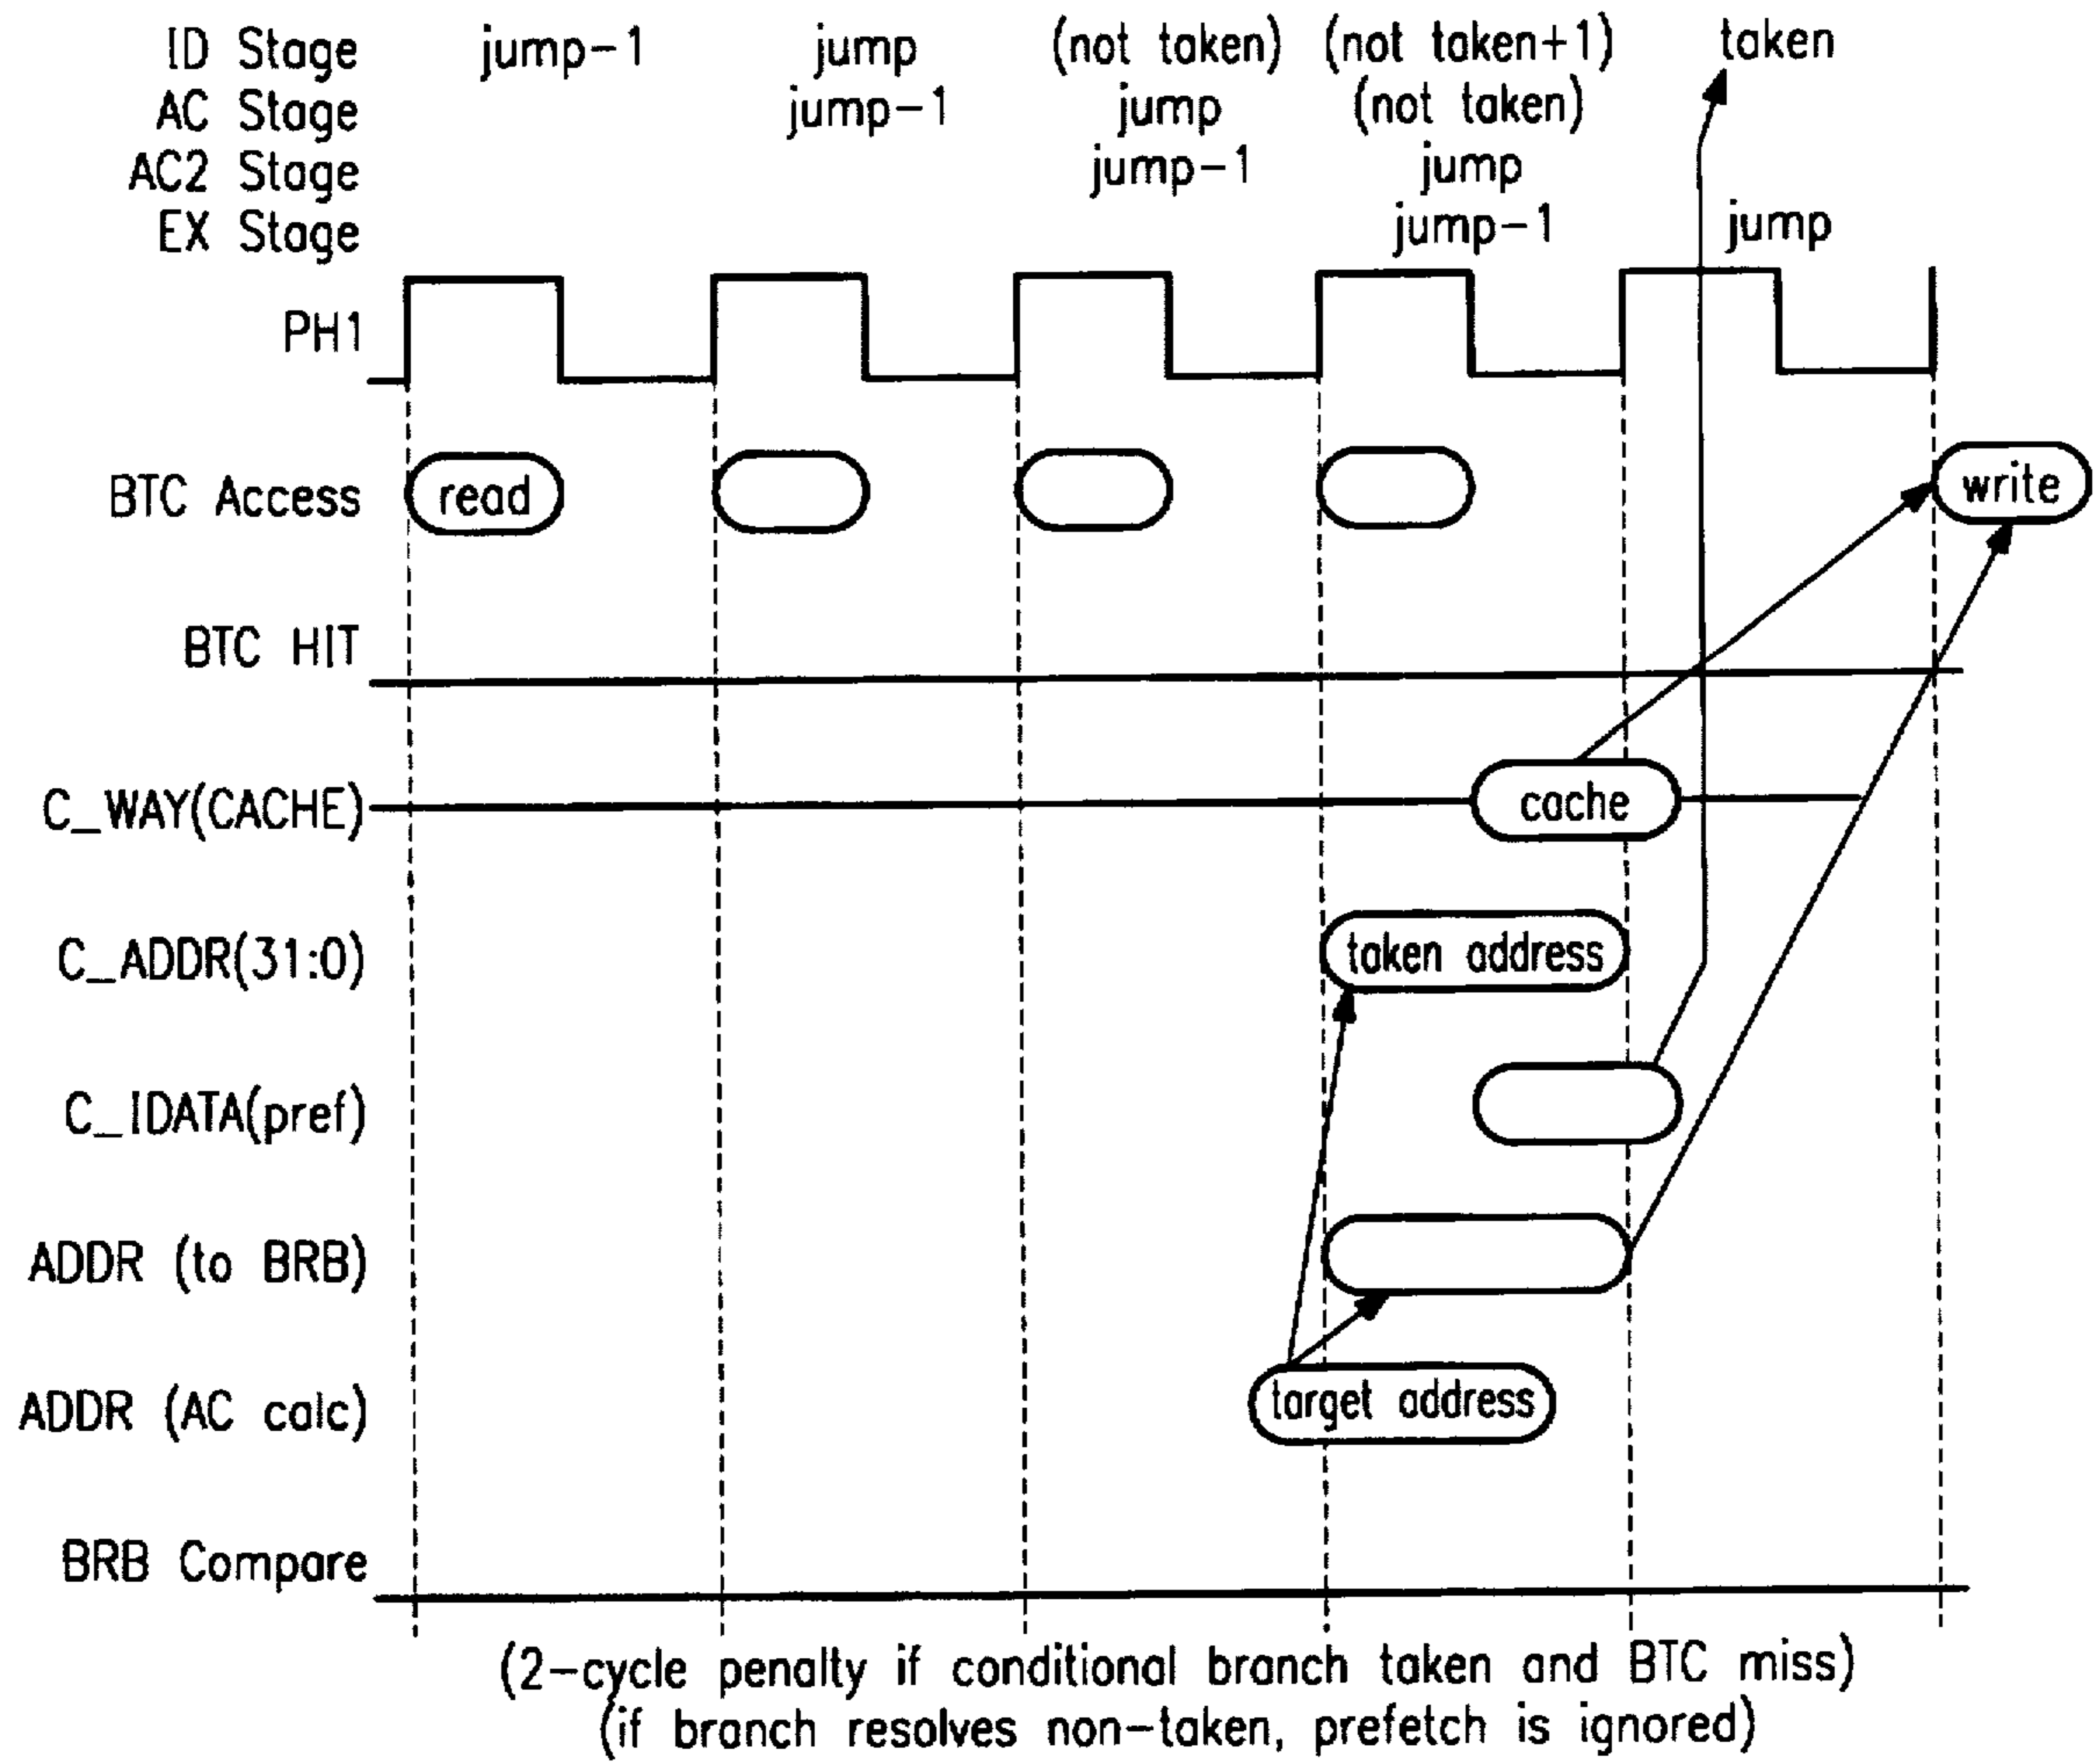 ID Stage jump-1 jump (not taken) (not taken+1) taken
AC Stage jump-1 jump (not taken)
AC2 Stage jump-1 jump
EX Stage jump-1 jump
PH1
BTC Access read write
BTC HIT
C_WAY(CACHE) cache
C_ADDR(31:0) taken address
C_IDATA(pref)
ADDR (to BRB)
ADDR (AC calc) target address
BRB Compare
(2-cycle penalty if conditional branch taken and BTC miss)
(if branch resolves non-taken, prefetch is ignored)